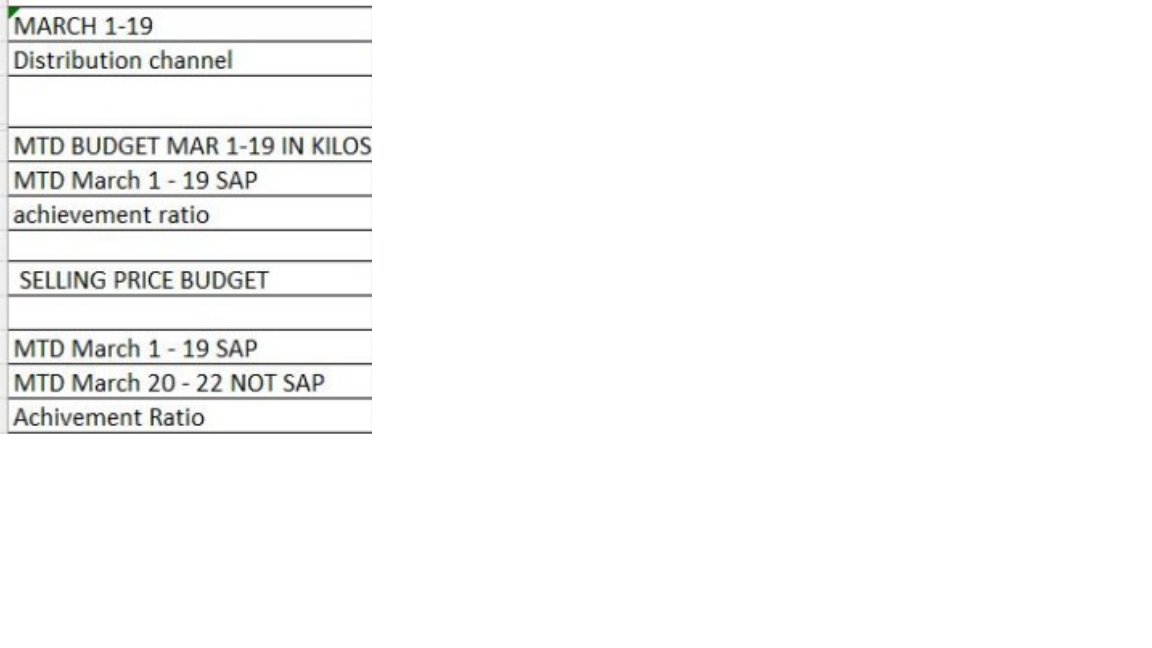 MARCH 1-19
Distribution channel
MTD BUDGET MAR 1-19 IN KILOS
MTD March 1 - 19 SAP
achievement ratio
SELLING PRICE BUDGET
MTD March 1 - 19 SAP
MTD March 20 - 22 NOT SAP
Achivement Ratio